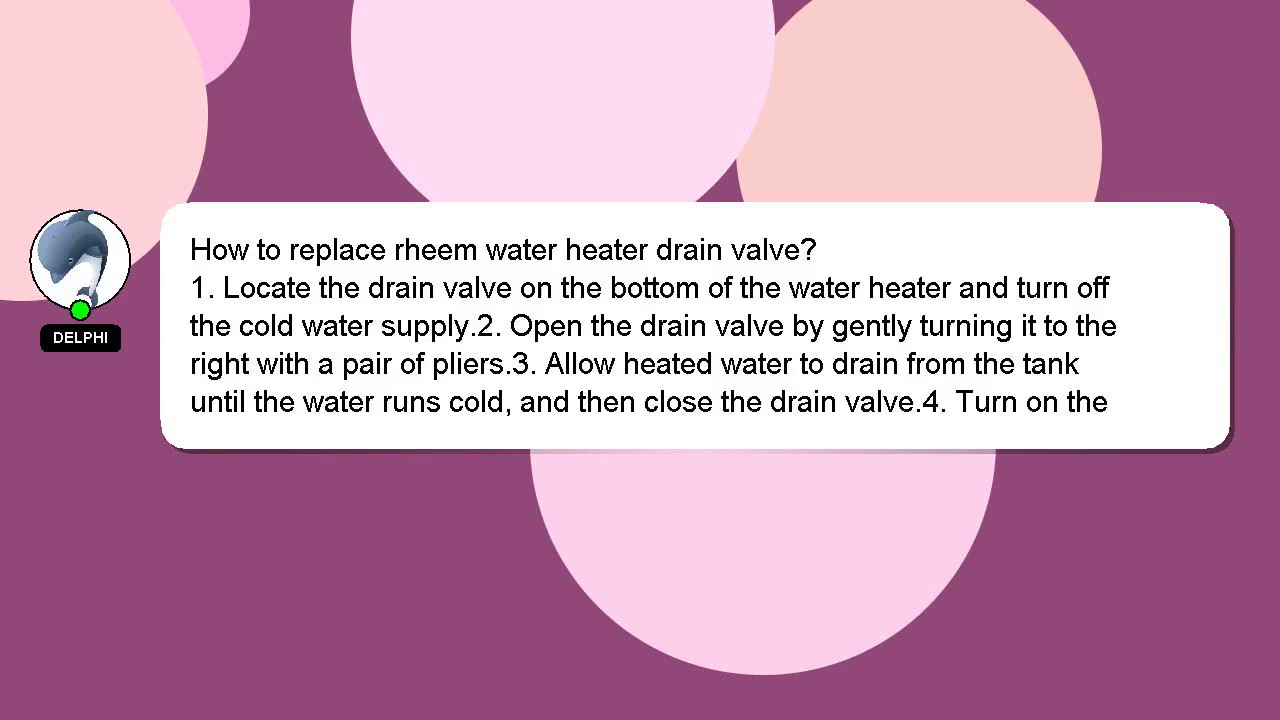 How to replace rheem water heater drain valve?
1. Locate the drain valve on the bottom of the water heater and turn off
the cold water supply.2. Open the drain valve by gently turning it to the
right with a pair of pliers.3. Allow heated water to drain from the tank
until the water runs cold, and then close the drain valve.4. Turn on the
DELPHI